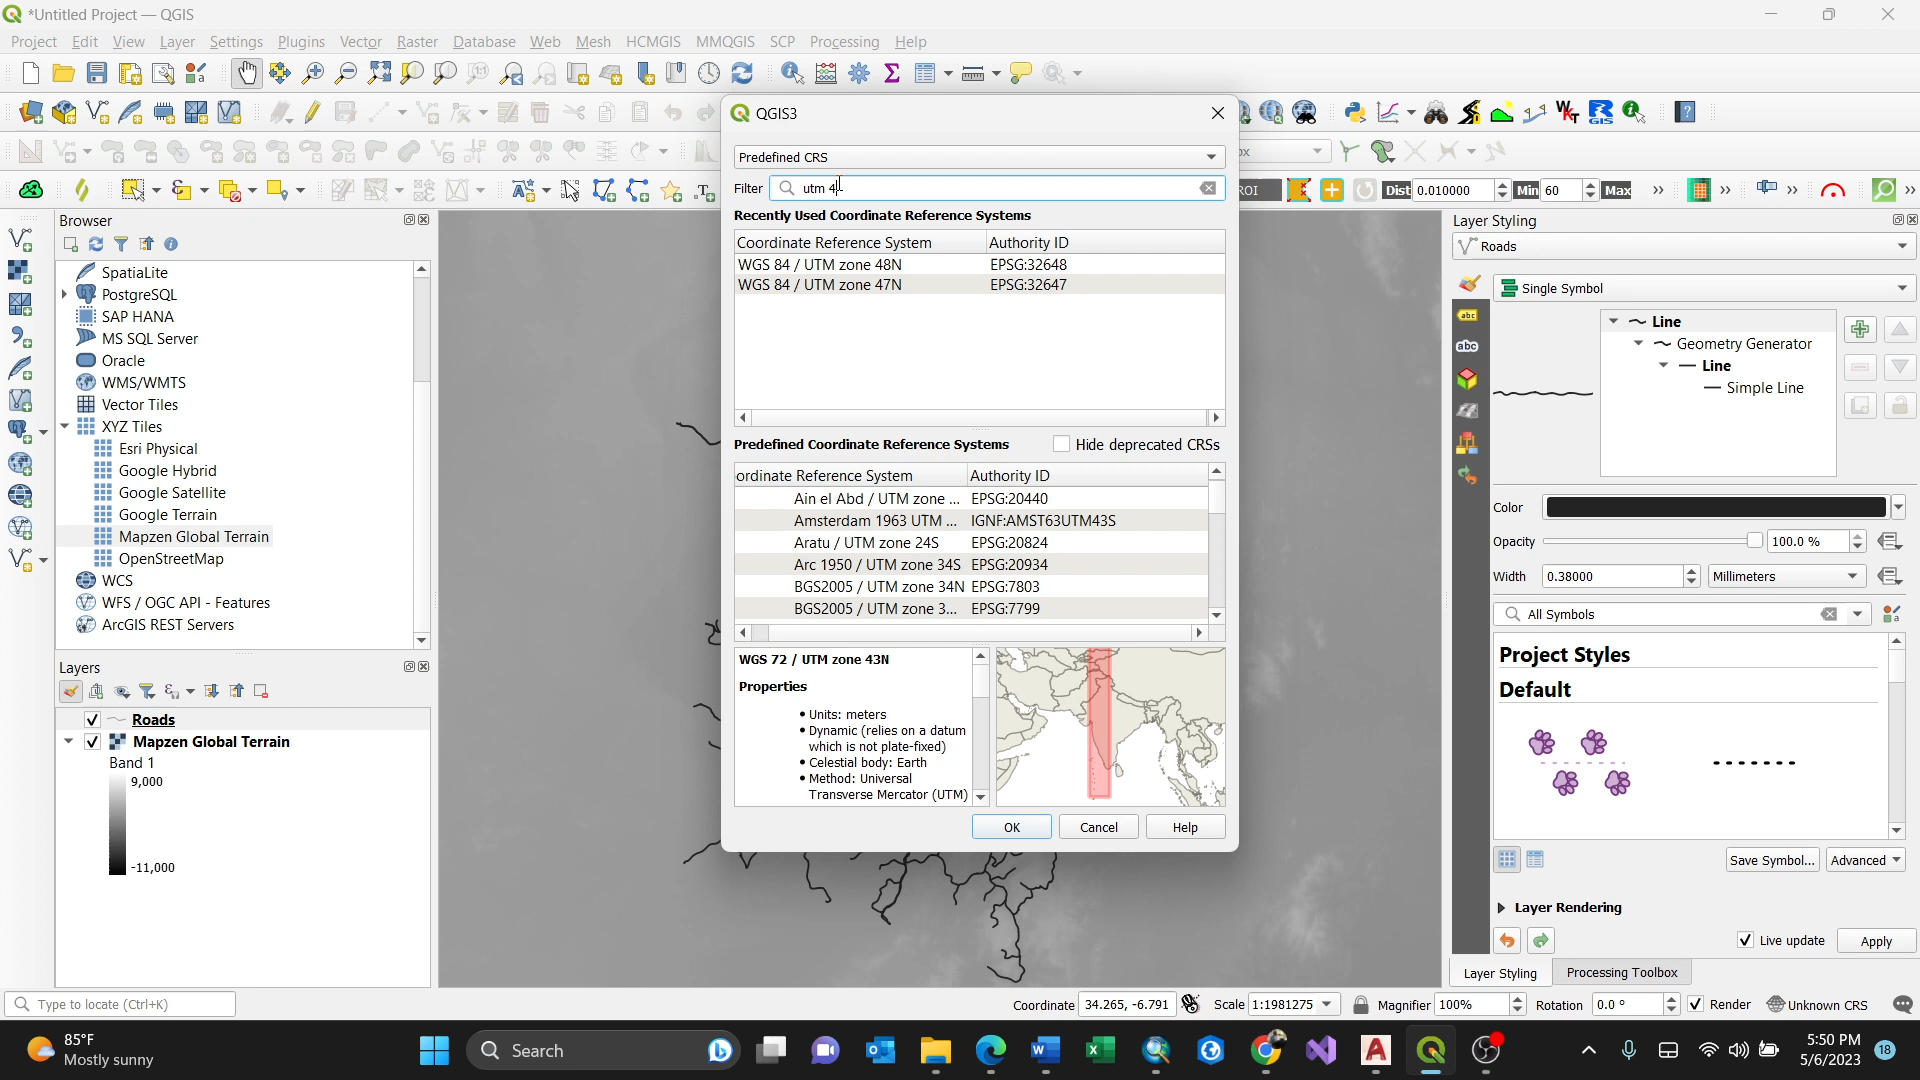 *Untitled Project — QGIS
Project Edit View Layer Settings Plugins Vector Raster Database Web Mesh HCMGIS MMQGIS SCP Processing Help
Dist 0.010000 Min 60 Max
Browser
SpatiaLite
PostgreSQL
SAP HANA
MS SQL Server
Oracle
WMS/WMTS
Vector Tiles
XYZ Tiles
Esri Physical
Google Hybrid
Google Satellite
Google Terrain
Mapzen Global Terrain
OpenStreetMap
WCS
WFS / OGC API - Features
ArcGIS REST Servers
Layers
Roads
Mapzen Global Terrain
Band 1
9,000
-11,000
QGIS3
Predefined CRS
Filter utm 4
Recently Used Coordinate Reference Systems
Coordinate Reference System Authority ID
WGS 84 / UTM zone 48N EPSG:32648
WGS 84 / UTM zone 47N EPSG:32647
Predefined Coordinate Reference Systems Hide deprecated CRSs
ordinate Reference System Authority ID
Ain el Abd / UTM zone ... EPSG:20440
Amsterdam 1963 UTM ... IGNF:AMST63UTM43S
Aratu / UTM zone 24S EPSG:20824
Arc 1950 / UTM zone 34S EPSG:20934
BGS2005 / UTM zone 34N EPSG:7803
BGS2005 / UTM zone 3... EPSG:7799
WGS 72 / UTM zone 43N
Properties
• Units: meters
• Dynamic (relies on a datum
which is not plate-fixed)
• Celestial body: Earth
• Method: Universal
Transverse Mercator (UTM)
OK Cancel Help
Layer Styling
Roads
Single Symbol
Line
Geometry Generator
Line
Simple Line
Color
Opacity 100.0 %
Width 0.38000 Millimeters
All Symbols
Project Styles
Default
Save Symbol... Advanced
Layer Rendering
Live update Apply
Layer Styling Processing Toolbox
Type to locate (Ctrl+K) Coordinate 34.265, -6.791 Scale 1:1981275 Magnifier 100% Rotation 0.0 ° Render Unknown CRS
85°F
Mostly sunny
Search
5:50 PM
5/6/2023
18